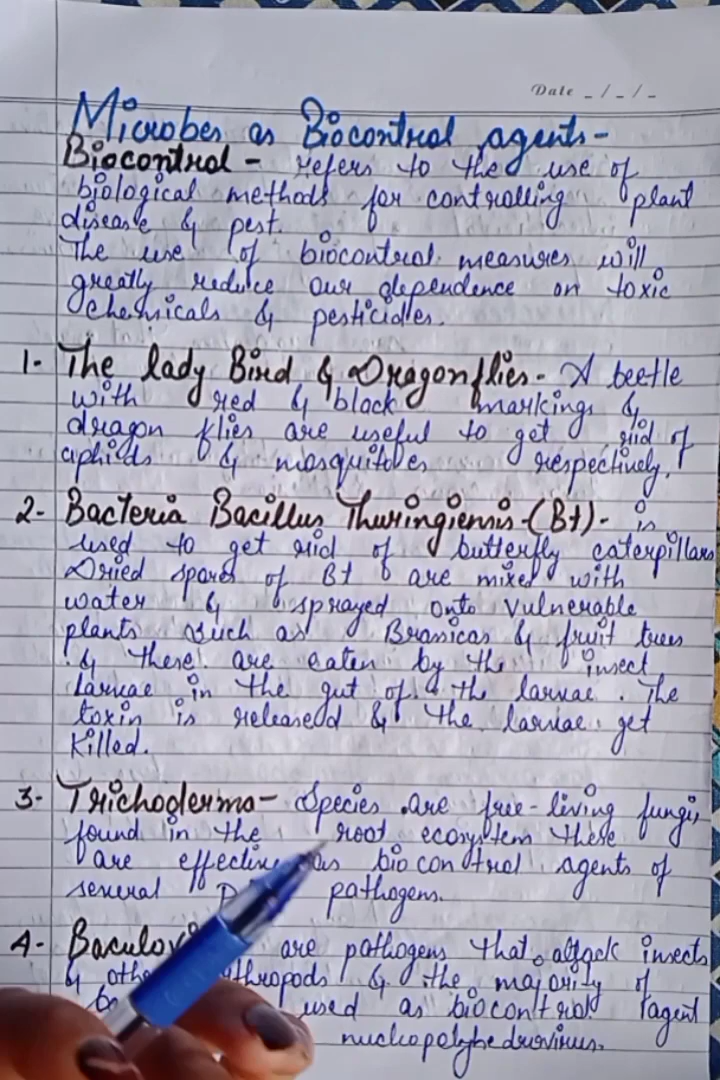 Date _ / _ / _
Microbes as Biocontrol agents-
Biocontrol - refers to the use of
biological methods for controlling plant
disease & pest.
The use of biocontrol measures will
greatly reduce our dependence on toxic
chemicals & pesticides.
1- The lady Bird & Dragonflies - A beetle
with red & black markings &
dragon flies are useful to get rid of
aphids & mosquitoes respectively.
2- Bacteria Bacillus Thuringiensis - (Bt) - is
used to get rid of butterfly caterpillars
Dried spores of Bt are mixed with
water & sprayed onto vulnerable
plants such as Brassicas & fruit trees
& these are eaten by the insect
larvae in the gut of the larvae. The
toxin is released & the larvae get
killed.
3- Trichoderma - Species are free-living fungi,
found in the root ecosystem these
are effective as biocontrol agents of
several pathogens.
4- are pathogens that attack insects
& the majority of
used as biocontrol agent
nucleopolyhedrovirus.